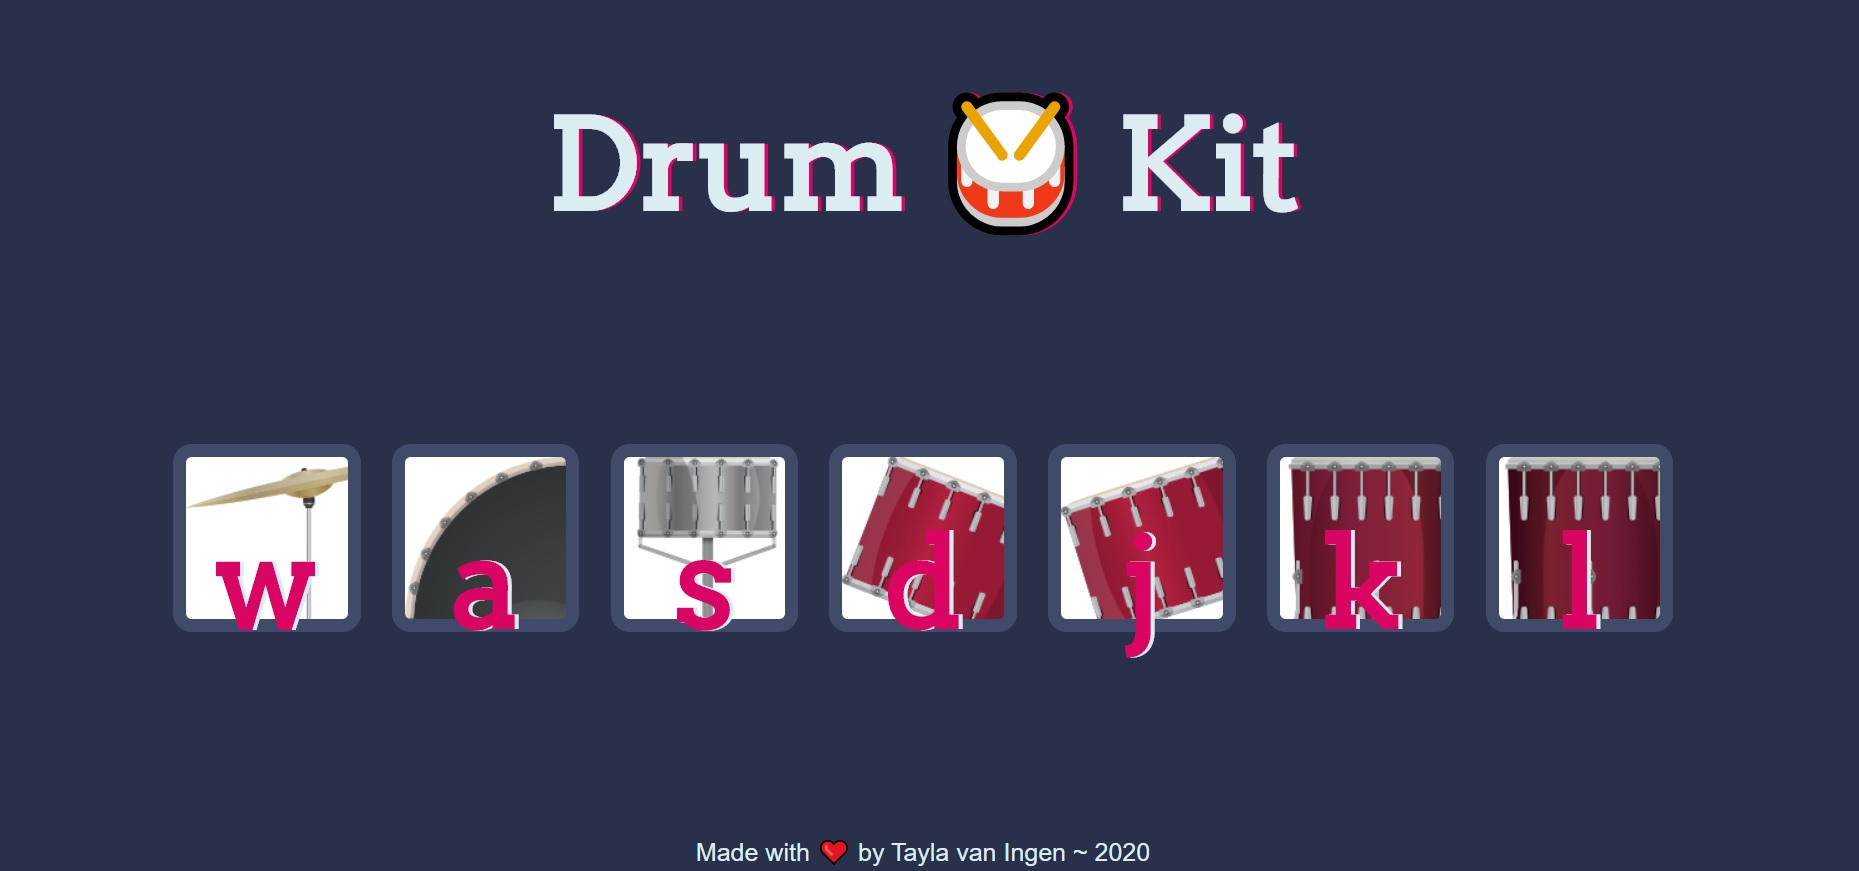 Drum 🥁 Kit
w a s d j k l
Made with ❤️ by Tayla van Ingen ~ 2020